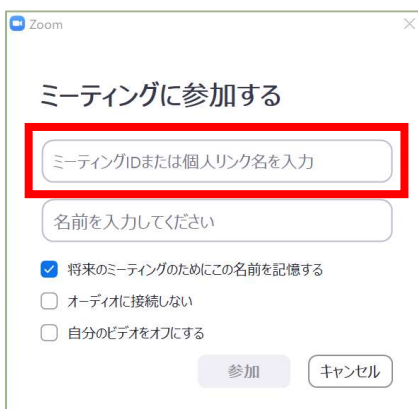 Zoom
ミーティングに参加する
ミーティングIDまたは個人リンク名を入力
名前を入力してください
将来のミーティングのためにこの名前を記憶する
オーディオに接続しない
自分のビデオをオフにする
参加 キャンセル